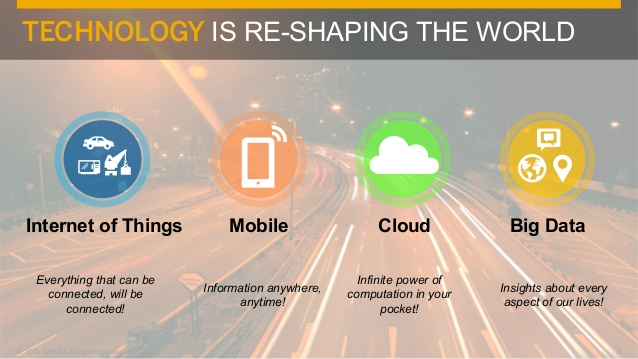 TECHNOLOGY IS RE-SHAPING THE WORLD
Internet of Things
Mobile
Cloud
Big Data
Everything that can be
connected, will be
connected!
Information anywhere,
anytime!
Infinite power of
computation in your
pocket!
Insights about every
aspect of our lives!